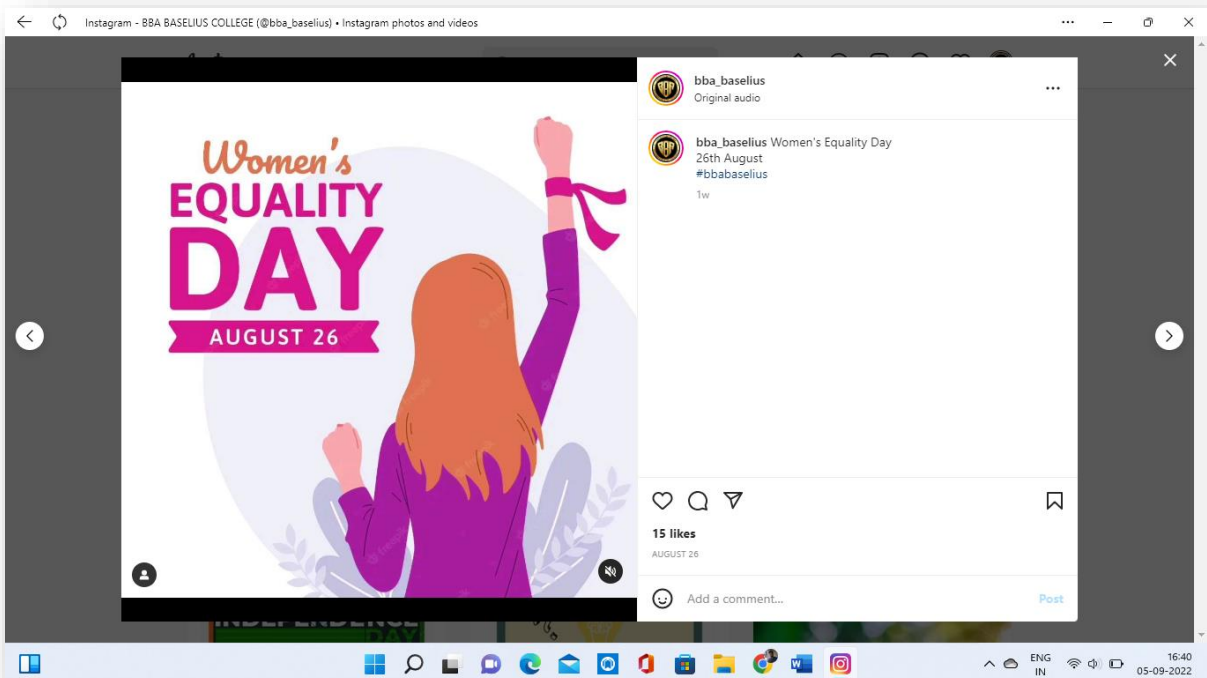 Instagram - BBA BASELIUS COLLEGE (@bba_baselius) • Instagram photos and videos
Women's
EQUALITY
DAY
AUGUST 26
bba_baselius
Original audio
bba_baselius Women's Equality Day
26th August
#bbabaselius
1w
15 likes
AUGUST 26
Add a comment...
Post
INDEPENDENCE
DAY
ENG
IN
16:40
05-09-2022